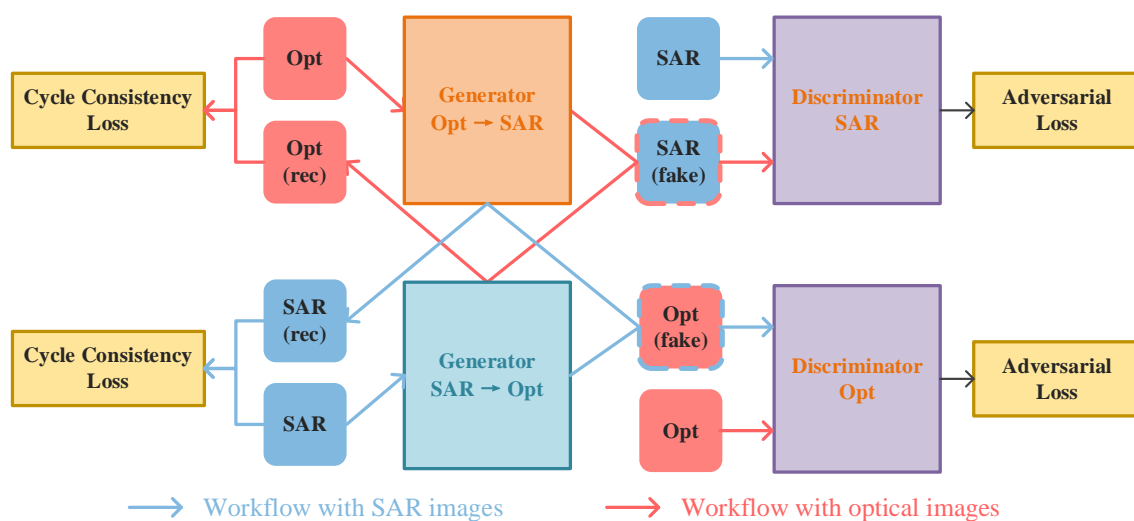 Opt
SAR
Cycle Consistency
Loss
Generator
Opt → SAR
Discriminator
SAR
Adversarial
Loss
Opt
(rec)
SAR
(fake)
SAR
(rec)
Opt
(fake)
Cycle Consistency
Loss
Generator
SAR → Opt
Discriminator
Opt
Adversarial
Loss
SAR
Opt
Workflow with SAR images
Workflow with optical images